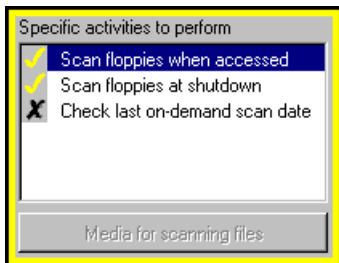 Specific activities to perform
Scan floppies when accessed
Scan floppies at shutdown
Check last on-demand scan date
Media for scanning files